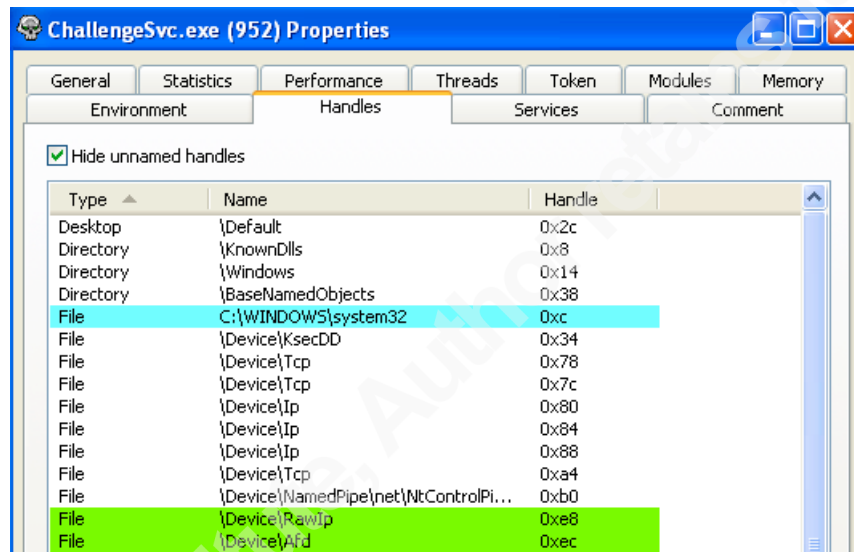 ChallengeSvc.exe (952) Properties
General Statistics Performance Threads Token Modules Memory
Environment Handles Services Comment
Hide unnamed handles
Type Name Handle
Desktop \Default 0x2c
Directory \KnownDlls 0x8
Directory \Windows 0x14
Directory \BaseNamedObjects 0x38
File C:\WINDOWS\system32 0xc
File \Device\KsecDD 0x34
File \Device\Tcp 0x78
File \Device\Tcp 0x7c
File \Device\Ip 0x80
File \Device\Ip 0x84
File \Device\Ip 0x88
File \Device\Tcp 0xa4
File \Device\NamedPipe\net\NtControlPi... 0xb0
File \Device\RawIp 0xe8
File \Device\Afd 0xec